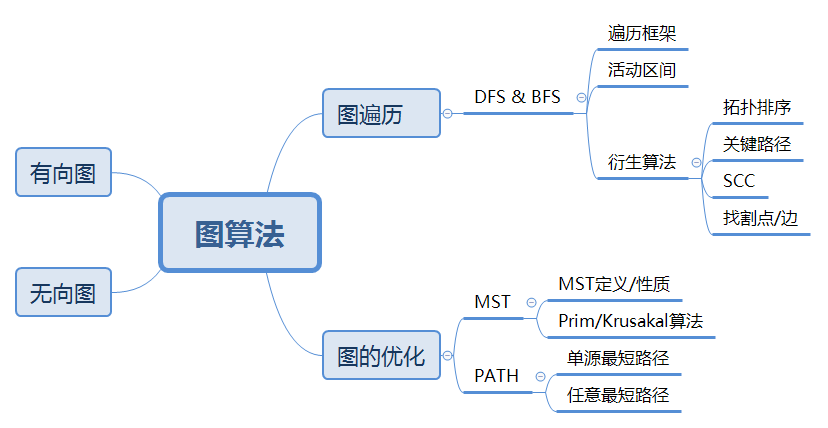 图算法
有向图
无向图
图遍历
DFS & BFS
遍历框架
活动区间
衍生算法
拓扑排序
关键路径
SCC
找割点/边
图的优化
MST
MST定义/性质
Prim/Krusakal算法
PATH
单源最短路径
任意最短路径